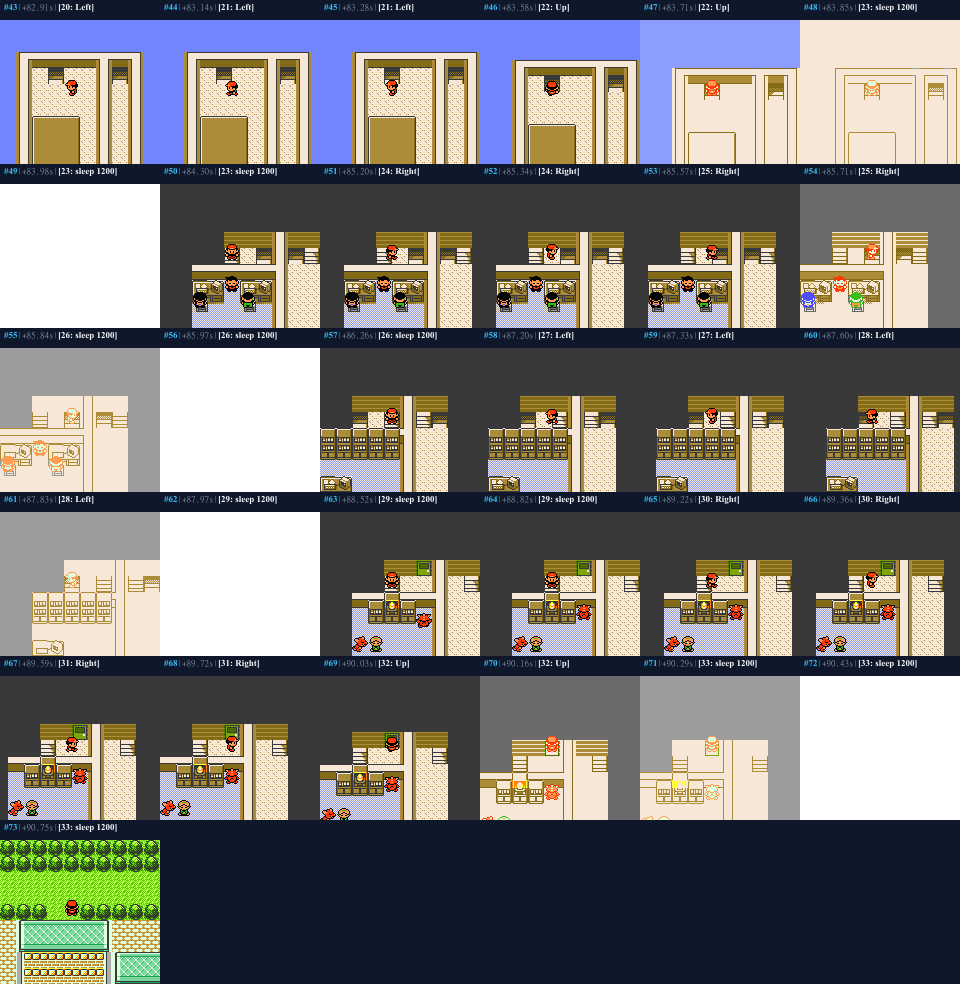 #43|+82.91s| [20: Left]
#44|+83.14s| [21: Left]
#45|+83.28s| [21: Left]
#46|+83.58s| [22: Up]
#47|+83.71s| [22: Up]
#48|+83.85s| [23: sleep 1200]
#49|+83.98s| [23: sleep 1200]
#50|+84.30s| [23: sleep 1200]
#51|+85.20s| [24: Right]
#52|+85.34s| [24: Right]
#53|+85.57s| [25: Right]
#54|+85.71s| [25: Right]
#55|+85.84s| [26: sleep 1200]
#56|+85.97s| [26: sleep 1200]
#57|+86.26s| [26: sleep 1200]
#58|+87.20s| [27: Left]
#59|+87.33s| [27: Left]
#60|+87.60s| [28: Left]
#61|+87.83s| [28: Left]
#62|+87.97s| [29: sleep 1200]
#63|+88.52s| [29: sleep 1200]
#64|+88.82s| [29: sleep 1200]
#65|+89.22s| [30: Right]
#66|+89.36s| [30: Right]
#67|+89.59s| [31: Right]
#68|+89.72s| [31: Right]
#69|+90.03s| [32: Up]
#70|+90.16s| [32: Up]
#71|+90.29s| [33: sleep 1200]
#72|+90.43s| [33: sleep 1200]
#73|+90.75s| [33: sleep 1200]